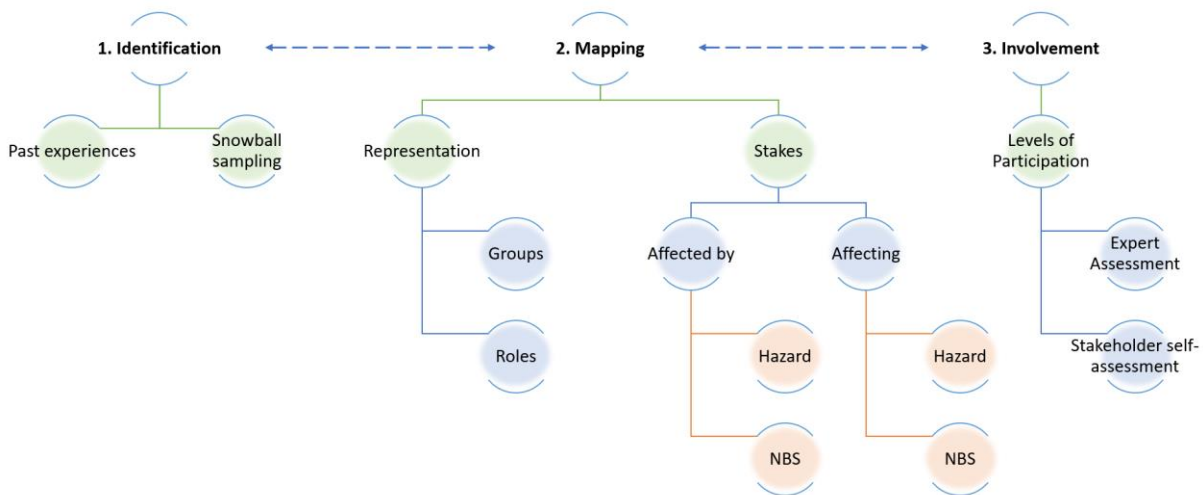 1. Identification
2. Mapping
3. Involvement
Past experiences
Snowball
sampling
Representation
Stakes
Levels of
Participation
Groups
Affected by
Affecting
Expert
Assessment
Roles
Hazard
Hazard
Stakeholder self-
assessment
NBS
NBS